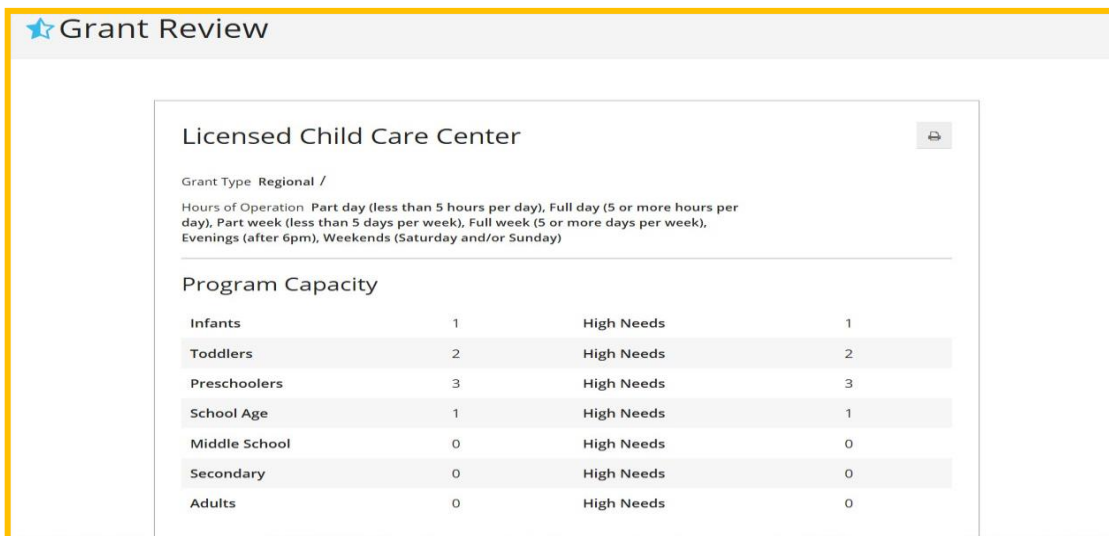 Grant Review
Licensed Child Care Center
Grant Type Regional /
Hours of Operation Part day (less than 5 hours per day), Full day (5 or more hours per
day), Part week (less than 5 days per week), Full week (5 or more days per week),
Evenings (after 6pm), Weekends (Saturday and/or Sunday)
Program Capacity
Infants 1 High Needs 1
Toddlers 2 High Needs 2
Preschoolers 3 High Needs 3
School Age 1 High Needs 1
Middle School 0 High Needs 0
Secondary 0 High Needs 0
Adults 0 High Needs 0